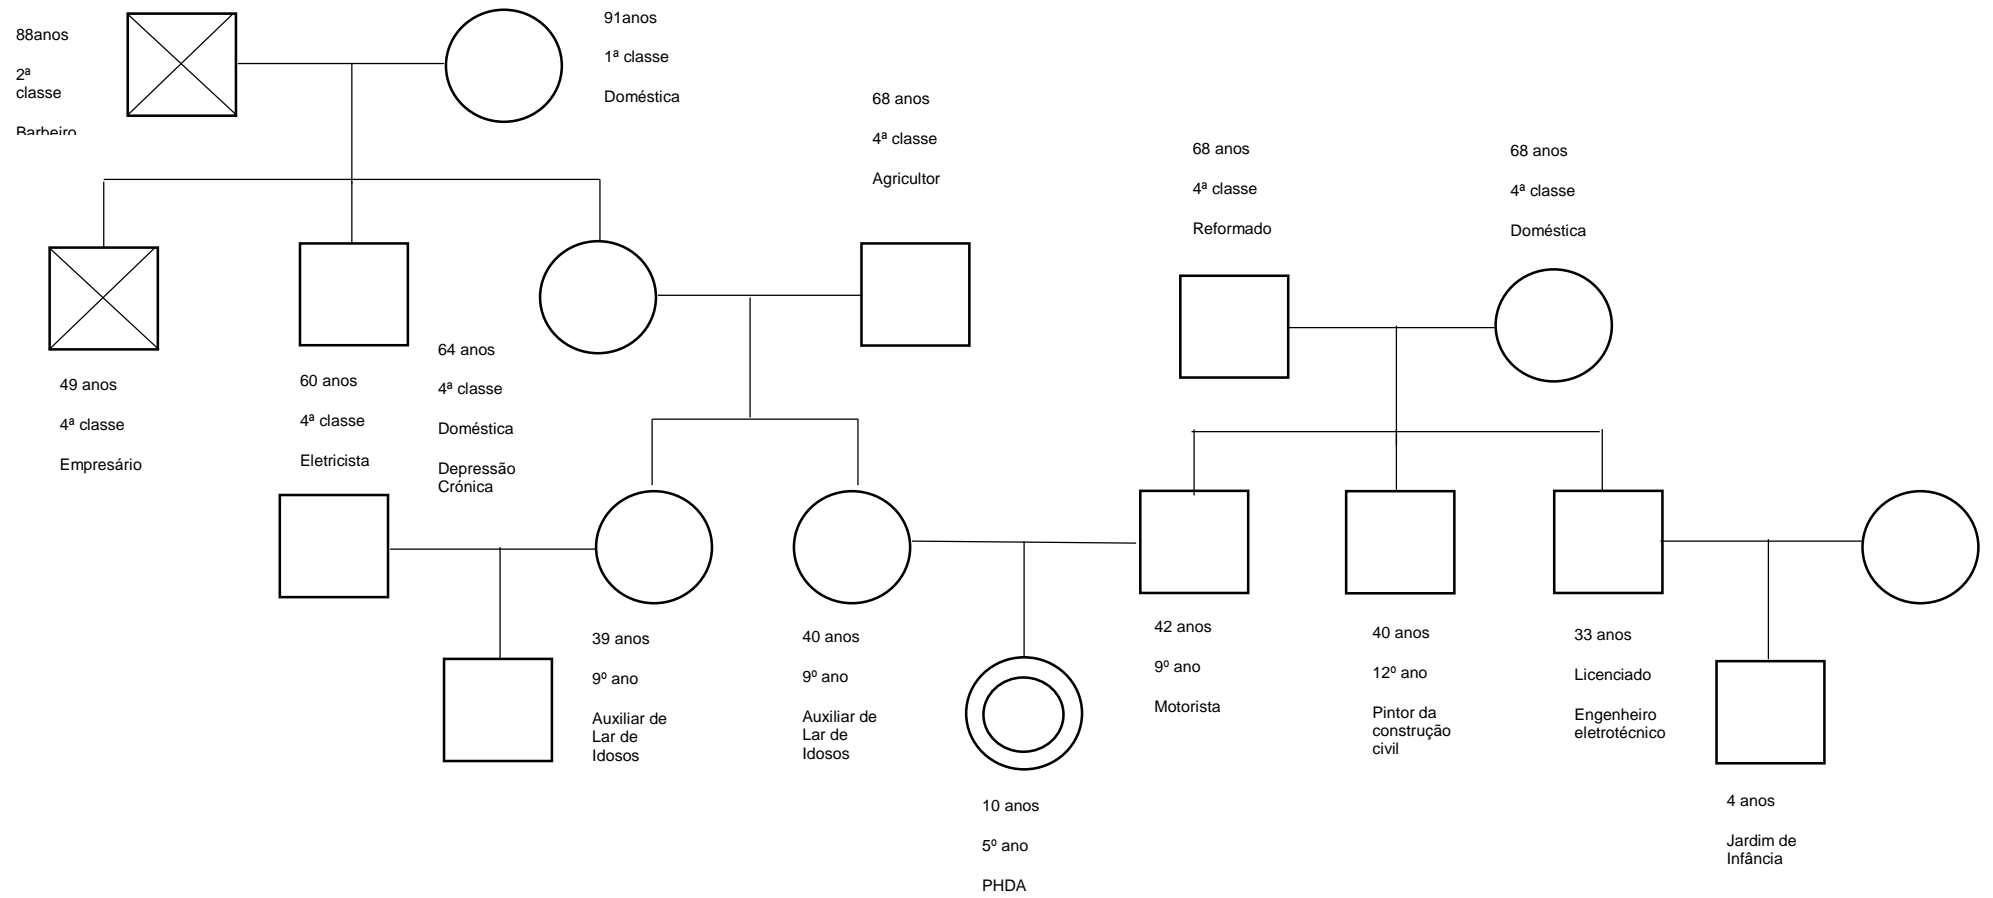 88anos
2ª
classe
Barbeiro
91anos
1ª classe
Doméstica
68 anos
4ª classe
Agricultor
68 anos
4ª classe
Reformado
68 anos
4ª classe
Doméstica
49 anos
4ª classe
Empresário
60 anos
4ª classe
Eletricista
64 anos
4ª classe
Doméstica
Depressão
Crónica
39 anos
9º ano
Auxiliar de
Lar de
Idosos
40 anos
9º ano
Auxiliar de
Lar de
Idosos
42 anos
9º ano
Motorista
40 anos
12º ano
Pintor da
construção
civil
33 anos
Licenciado
Engenheiro
eletrotécnico
10 anos
5º ano
PHDA
4 anos
Jardim de
Infância